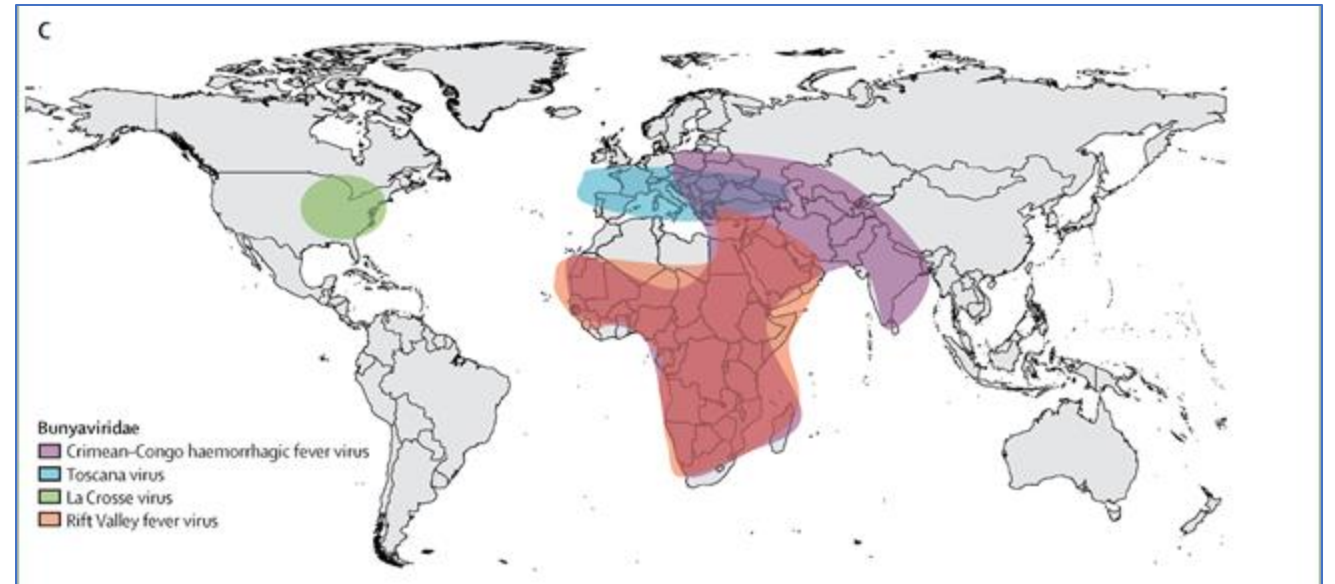 C
Bunyaviridae
Crimean–Congo haemorrhagic fever virus
Toscana virus
La Crosse virus
Rift Valley fever virus